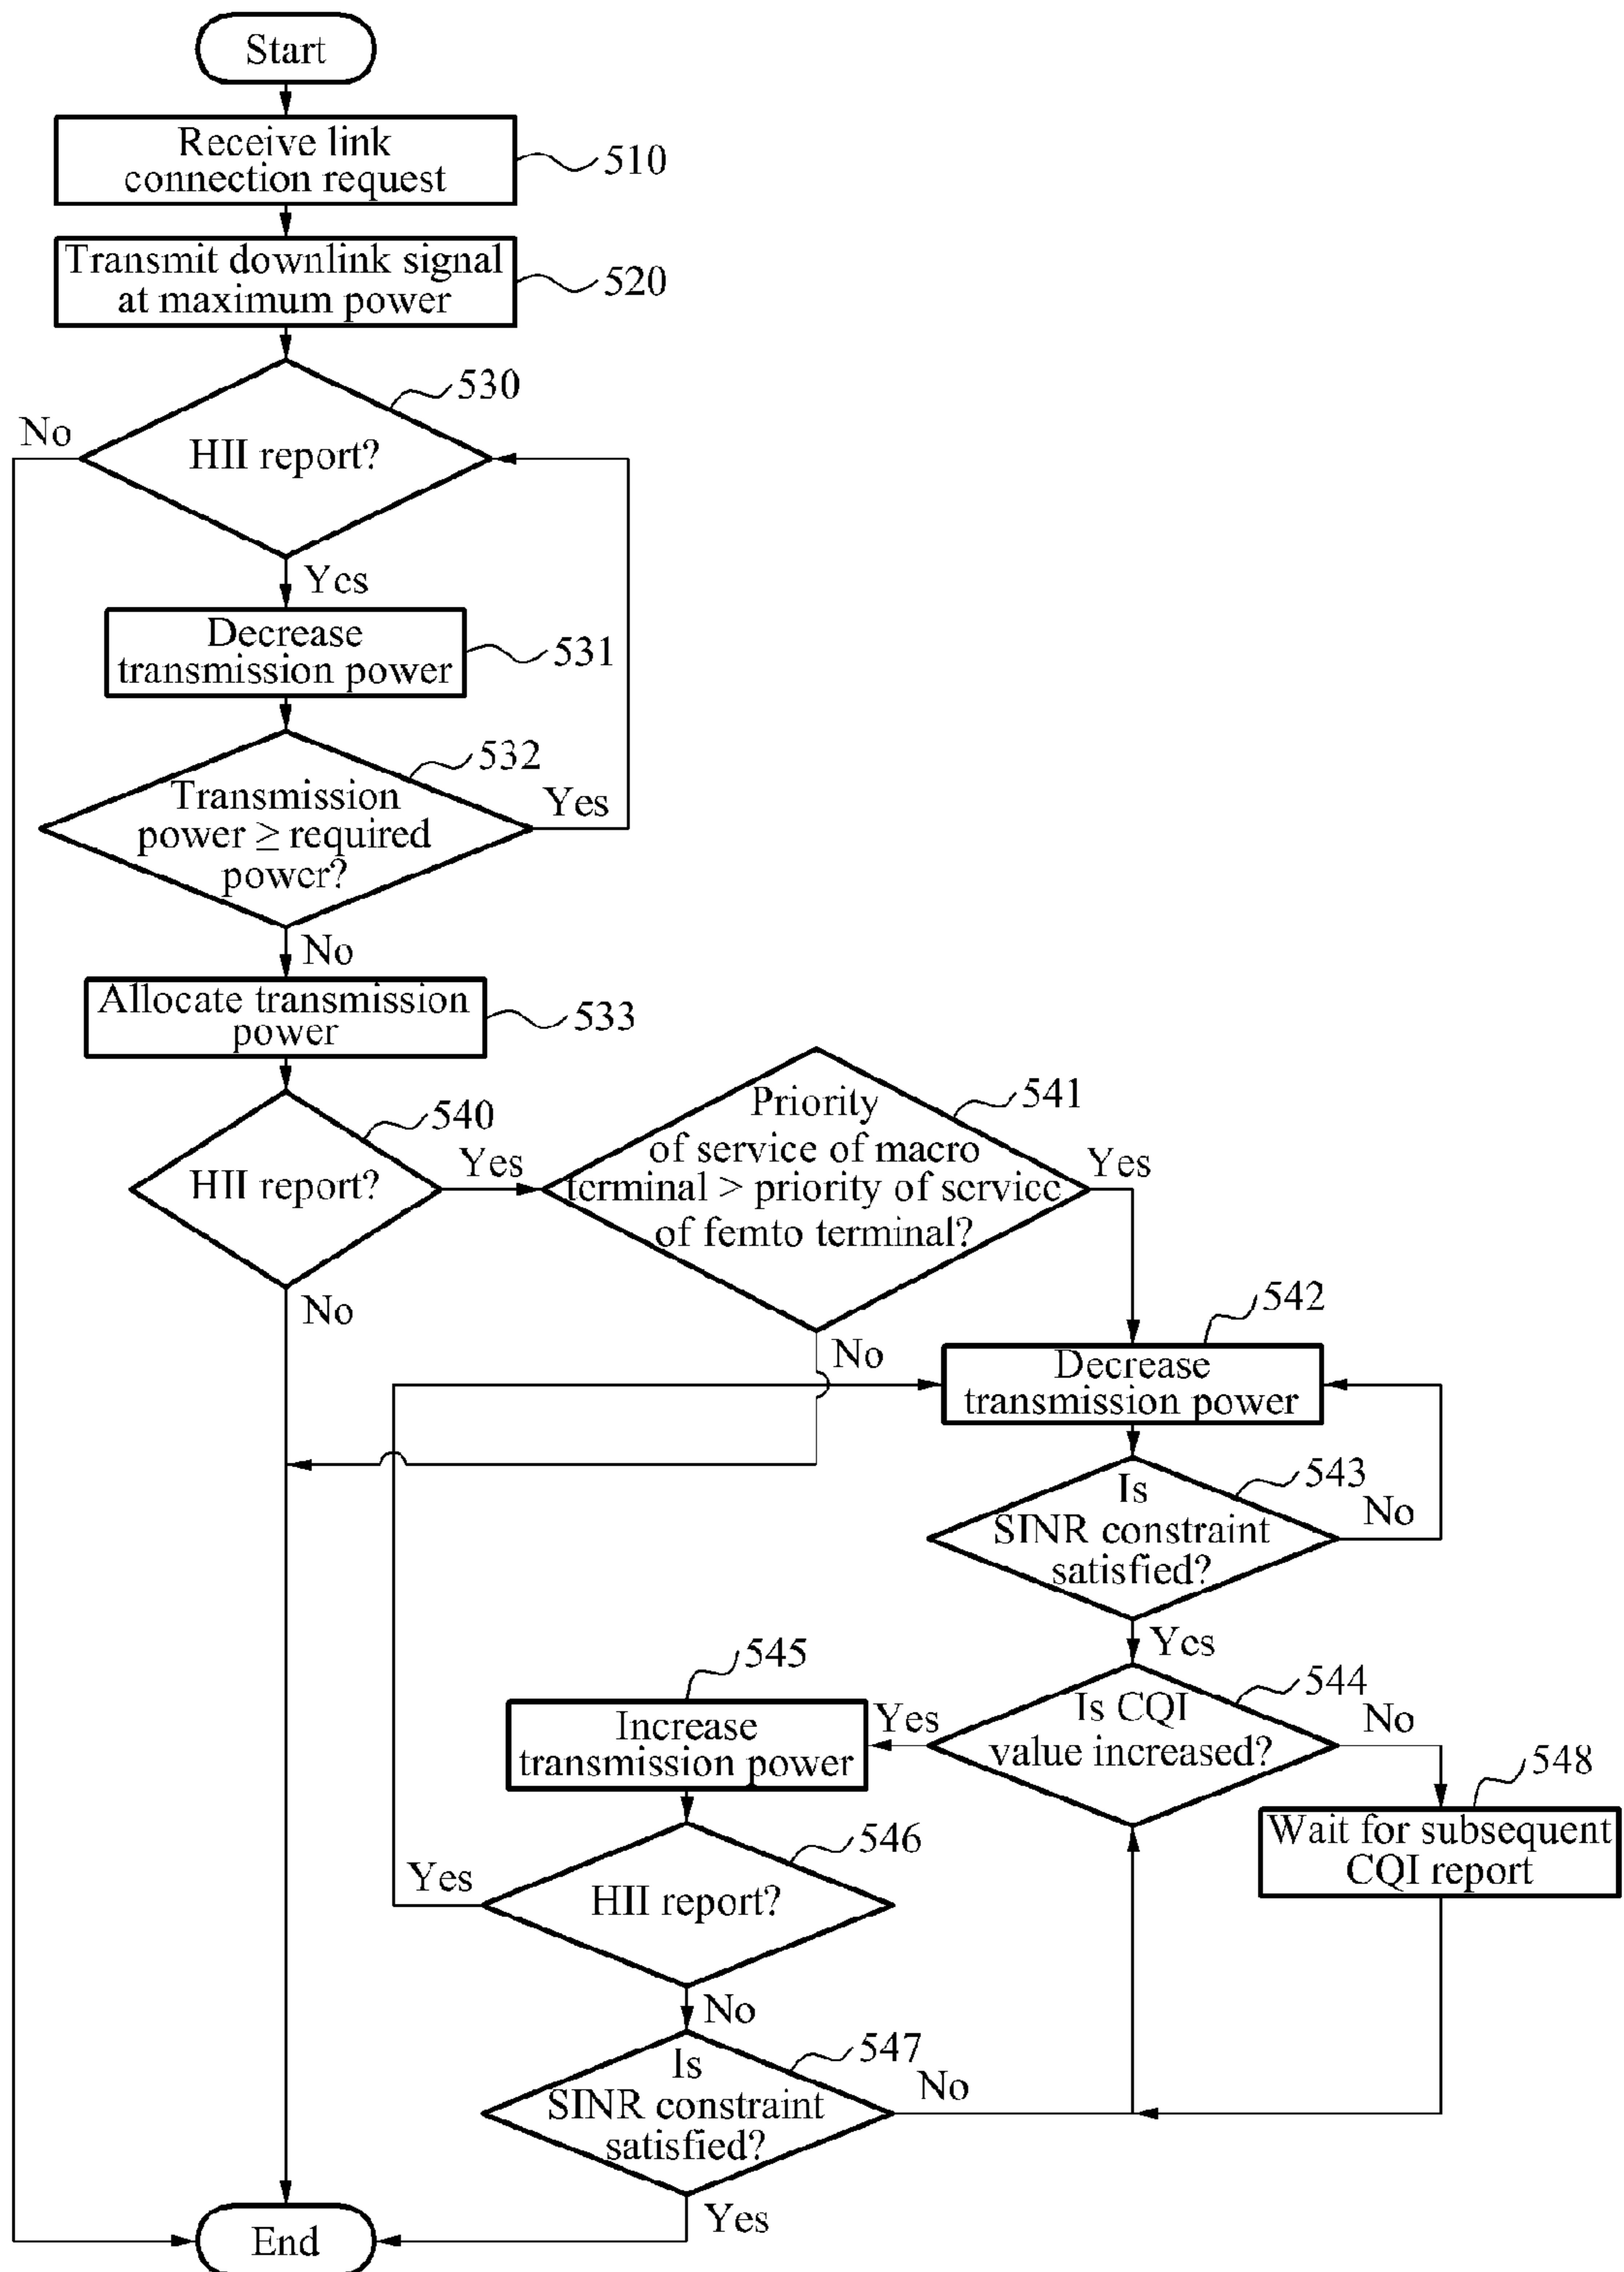 Start
Receive link
connection request
510
Transmit downlink signal
at maximum power
520
530
No
HII report?
Yes
Decrease
transmission power
531
532
Transmission
power ≥ required
power?
Yes
No
Allocate transmission
power
533
540
HII report?
Yes
No
541
Priority
of service of macro
terminal > priority of service
of femto terminal?
Yes
No
542
Decrease
transmission power
543
Is
SINR constraint
satisfied?
No
Yes
544
Is CQI
value increased?
Yes
No
545
Increase
transmission power
548
Wait for subsequent
CQI report
546
HII report?
Yes
No
547
Is
SINR constraint
satisfied?
No
Yes
End